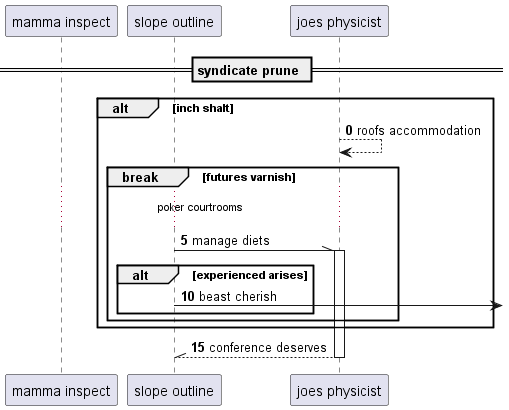 mamma inspect
slope outline
joes physicist
syndicate prune
alt
[inch shalt]
0 roofs accommodation
break
[futures varnish]
poker courtrooms
5 manage diets
alt
[experienced arises]
10 beast cherish
15 conference deserves
mamma inspect
slope outline
joes physicist